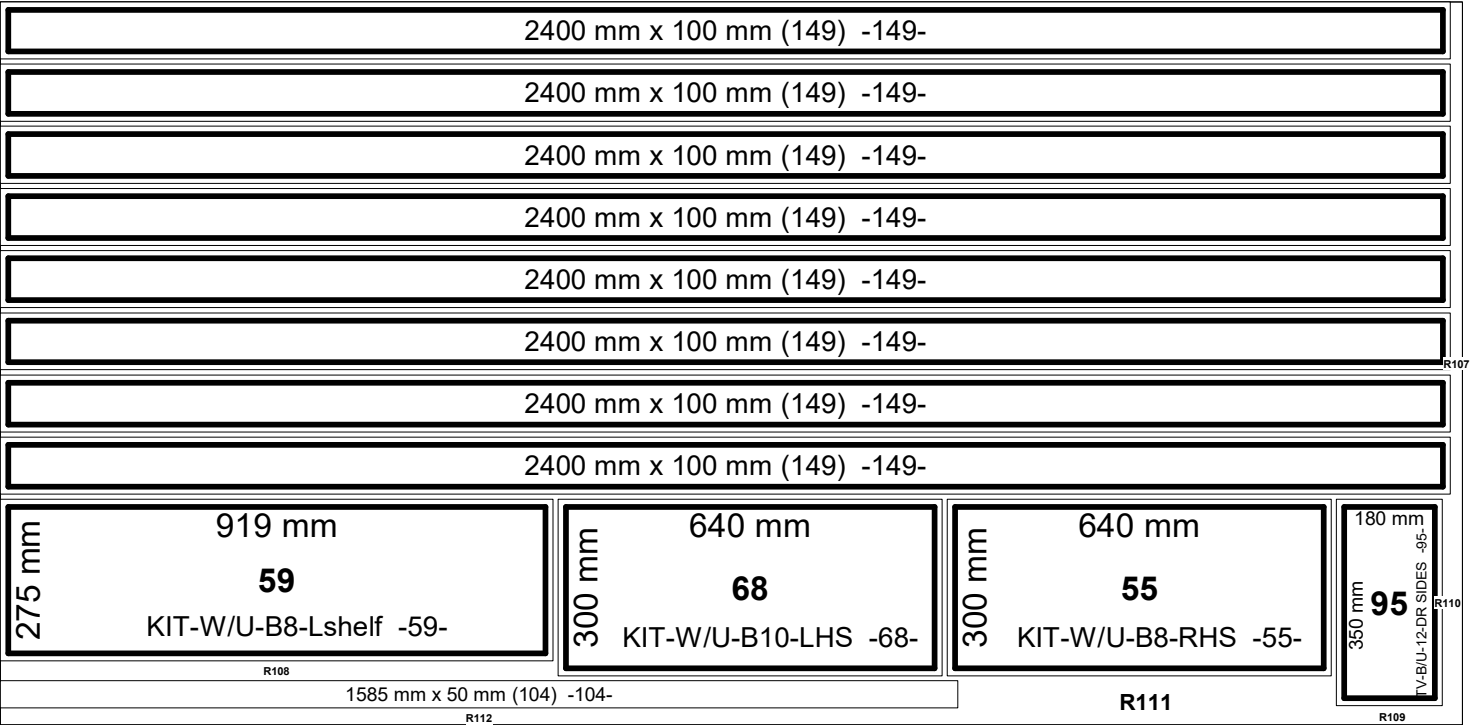 2400 mm x 100 mm (149) -149-
2400 mm x 100 mm (149) -149-
2400 mm x 100 mm (149) -149-
2400 mm x 100 mm (149) -149-
2400 mm x 100 mm (149) -149-
2400 mm x 100 mm (149) -149-
R107
2400 mm x 100 mm (149) -149-
2400 mm x 100 mm (149) -149-
919 mm
275 mm
59
KIT-W/U-B8-Lshelf -59-
640 mm
300 mm
68
KIT-W/U-B10-LHS -68-
640 mm
300 mm
55
KIT-W/U-B8-RHS -55-
180 mm
350 mm
95
TV-B/U-12-DR SIDES -95-
R110
R108
1585 mm x 50 mm (104) -104-
R111
R112
R109